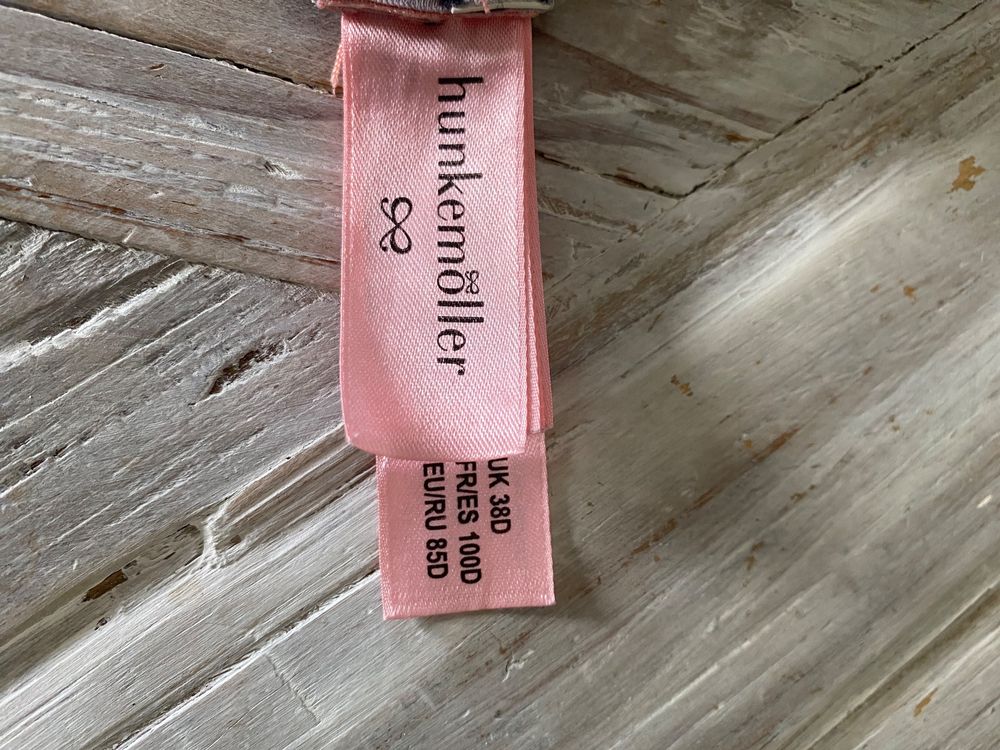 hunkemöller
UK 38D
FR/ES 100D
EU/RU 85D